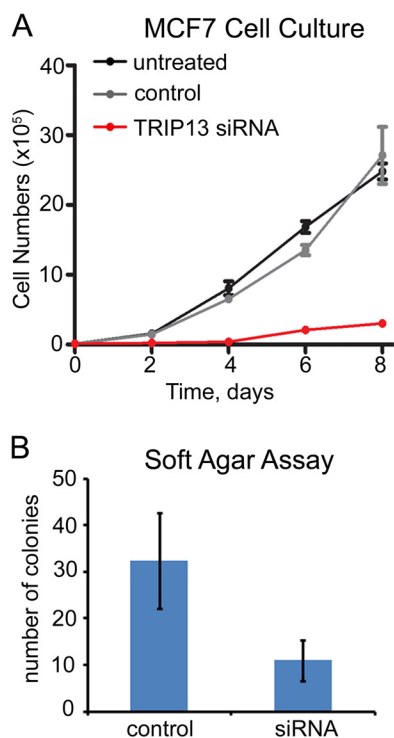 A
MCF7 Cell Culture
untreated
control
TRIP13 siRNA
Cell Numbers (x10⁵)
40
30
20
10
0
0 2 4 6 8
Time, days
B
Soft Agar Assay
number of colonies
50
40
30
20
10
0
control siRNA